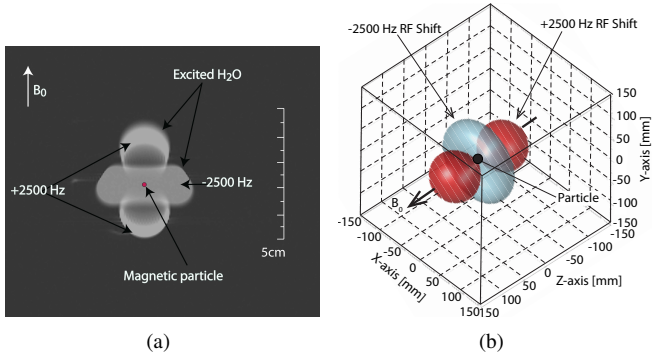 B0
Excited H2O
+2500 Hz
-2500 Hz
Magnetic particle
5cm
(a)
-2500 Hz RF Shift
+2500 Hz RF Shift
150
100
50
0
-50
-100
-150
Y-axis [mm]
B0
Particle
-150
-100
-50
0
50
100
150
X-axis [mm]
-150
-100
-50
0
50
100
150
Z-axis [mm]
(b)